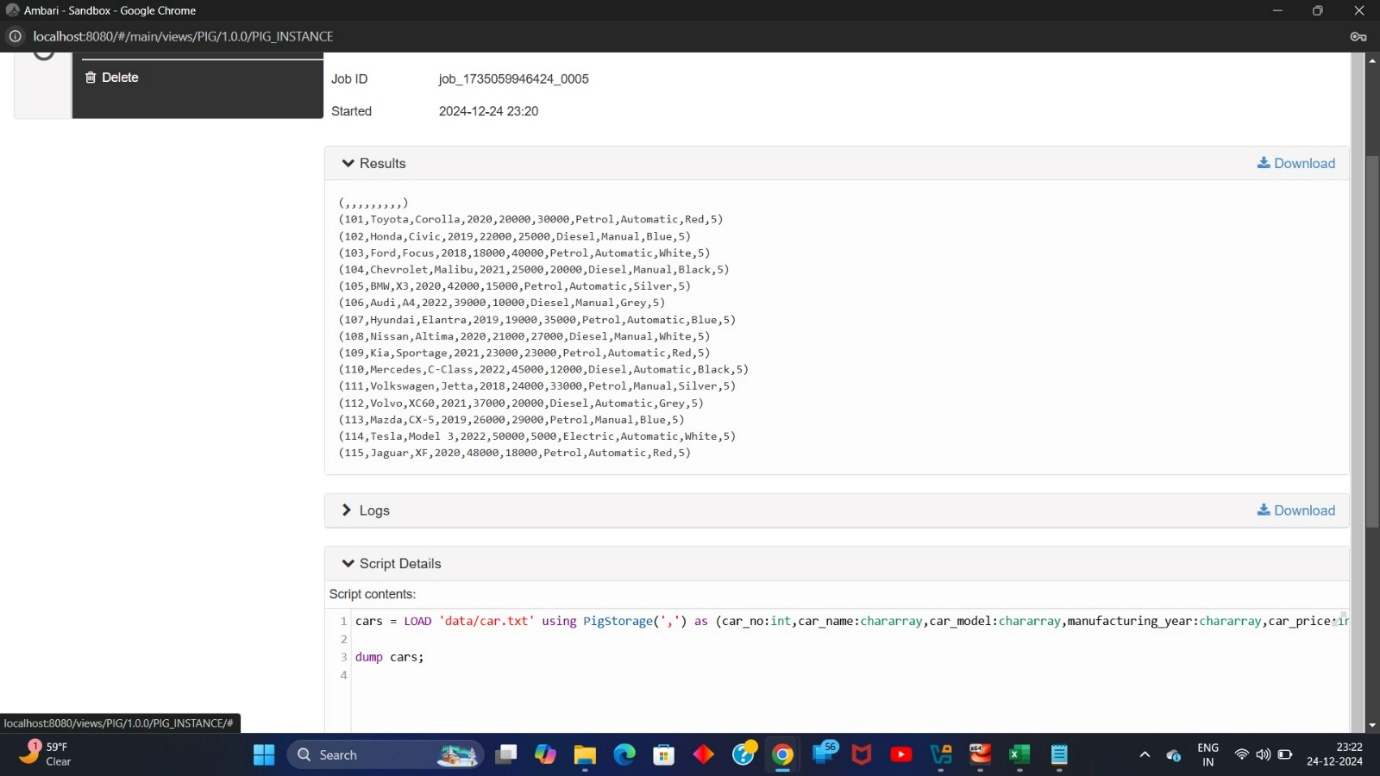 Ambari - Sandbox - Google Chrome
localhost:8080/#/main/views/PIG/1.0.0/PIG_INSTANCE
Delete
Job ID job_1735059946424_0005
Started 2024-12-24 23:20
Results Download
(,,,,,,,,,)
(101,Toyota,Corolla,2020,20000,30000,Petrol,Automatic,Red,5)
(102,Honda,Civic,2019,22000,25000,Diesel,Manual,Blue,5)
(103,Ford,Focus,2018,18000,40000,Petrol,Automatic,White,5)
(104,Chevrolet,Malibu,2021,25000,20000,Diesel,Manual,Black,5)
(105,BMW,X3,2020,42000,15000,Petrol,Automatic,Silver,5)
(106,Audi,A4,2022,39000,10000,Diesel,Manual,Grey,5)
(107,Hyundai,Elantra,2019,19000,35000,Petrol,Automatic,Blue,5)
(108,Nissan,Altima,2020,21000,27000,Diesel,Manual,White,5)
(109,Kia,Sportage,2021,23000,23000,Petrol,Automatic,Red,5)
(110,Mercedes,C-Class,2022,45000,12000,Diesel,Automatic,Black,5)
(111,Volkswagen,Jetta,2018,24000,33000,Petrol,Manual,Silver,5)
(112,Volvo,XC60,2021,37000,20000,Diesel,Automatic,Grey,5)
(113,Mazda,CX-5,2019,26000,29000,Petrol,Manual,Blue,5)
(114,Tesla,Model 3,2022,50000,5000,Electric,Automatic,White,5)
(115,Jaguar,XF,2020,48000,18000,Petrol,Automatic,Red,5)
Logs Download
Script Details
Script contents:
1 cars = LOAD 'data/car.txt' using PigStorage(',') as (car_no:int,car_name:chararray,car_model:chararray,manufacturing_year:chararray,car_price:in
2
3 dump cars;
4
localhost:8080/views/PIG/1.0.0/PIG_INSTANCE/#
1 59°F
Clear
Search
56
ENG
IN
23:22
24-12-2024